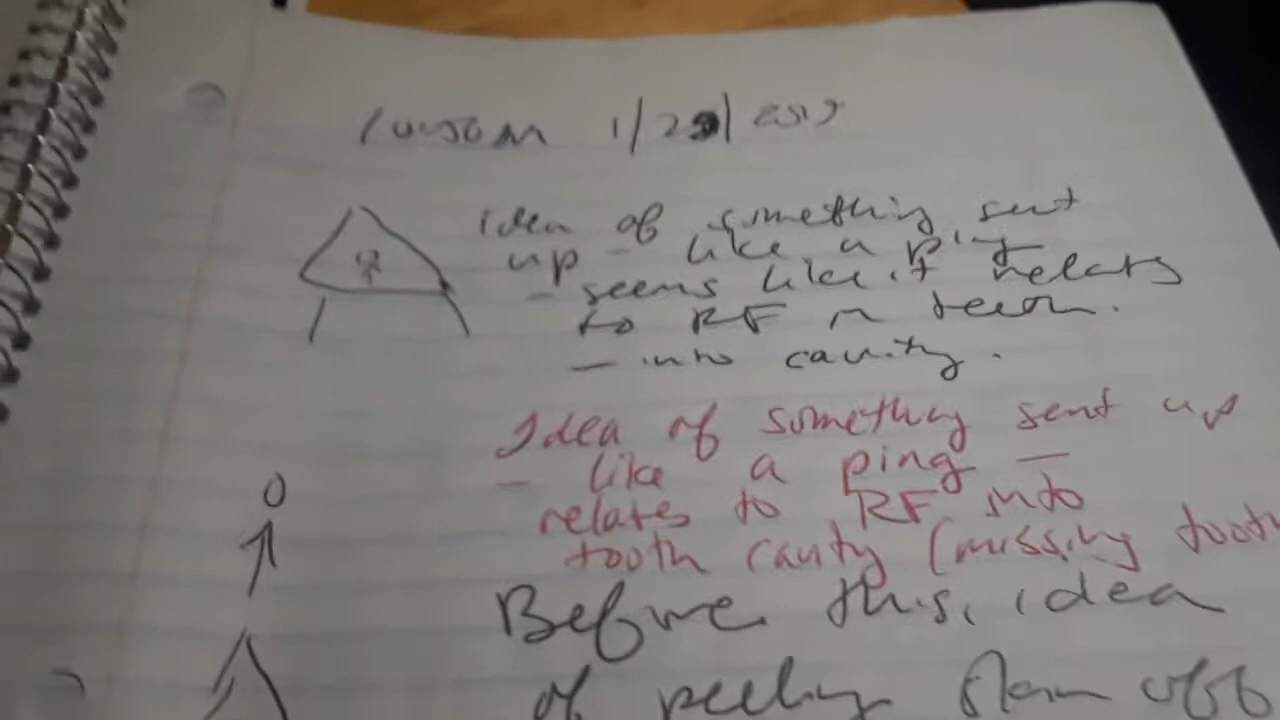 1/29/
idea of something sent
up - like a ping
- seems like it relates
to RF in teeth.
- into cavity.
Idea of something sent up
- like a ping -
relates to RF into
tooth cavity (missing tooth
Before this, idea
of peeling off